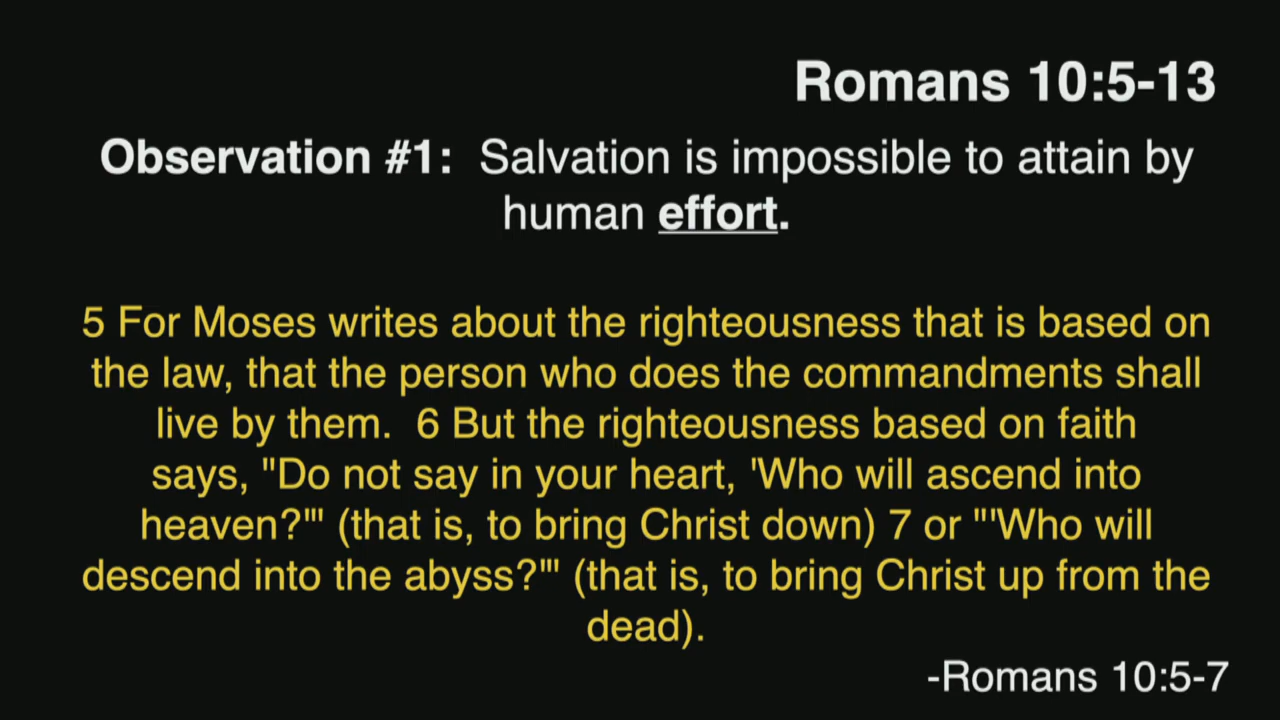 Romans 10:5-13
Observation #1: Salvation is impossible to attain by
human effort.
5 For Moses writes about the righteousness that is based on
the law, that the person who does the commandments shall
live by them. 6 But the righteousness based on faith
says, "Do not say in your heart, 'Who will ascend into
heaven?'" (that is, to bring Christ down) 7 or "'Who will
descend into the abyss?'" (that is, to bring Christ up from the
dead).
-Romans 10:5-7